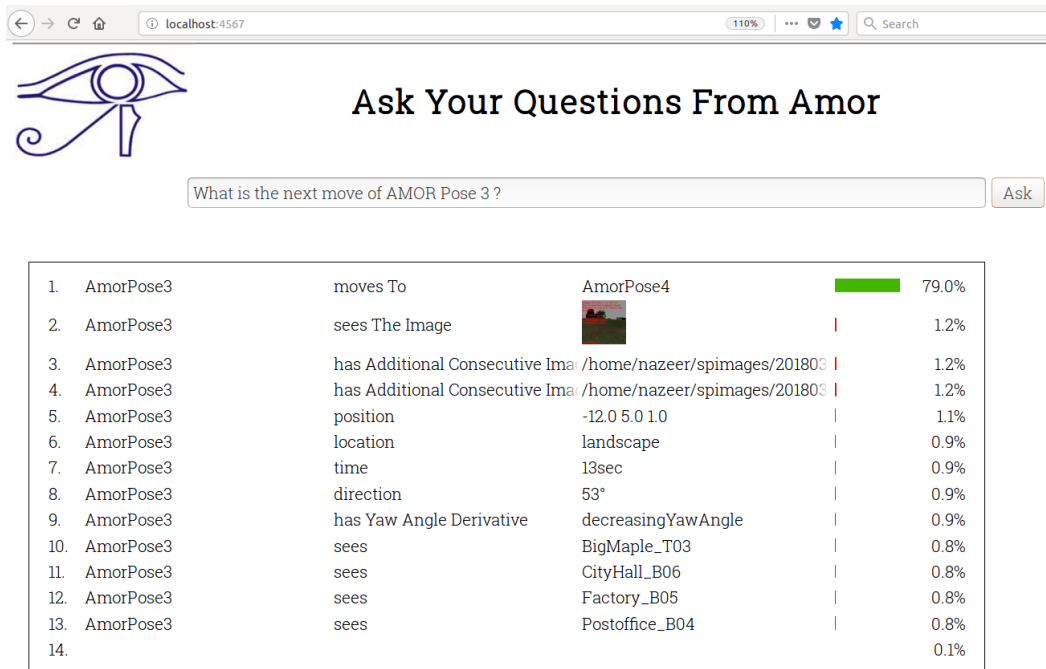 localhost:4567
110%
Search
Ask Your Questions From Amor
What is the next move of AMOR Pose 3 ?
Ask
1. AmorPose3 moves To AmorPose4 79.0%
2. AmorPose3 sees The Image 1.2%
3. AmorPose3 has Additional Consecutive Ima /home/nazeer/spimages/201803 1.2%
4. AmorPose3 has Additional Consecutive Ima /home/nazeer/spimages/201803 1.2%
5. AmorPose3 position -12.0 5.0 1.0 1.1%
6. AmorPose3 location landscape 0.9%
7. AmorPose3 time 13sec 0.9%
8. AmorPose3 direction 53° 0.9%
9. AmorPose3 has Yaw Angle Derivative decreasingYawAngle 0.9%
10. AmorPose3 sees BigMaple_T03 0.8%
11. AmorPose3 sees CityHall_B06 0.8%
12. AmorPose3 sees Factory_B05 0.8%
13. AmorPose3 sees Postoffice_B04 0.8%
14. 0.1%